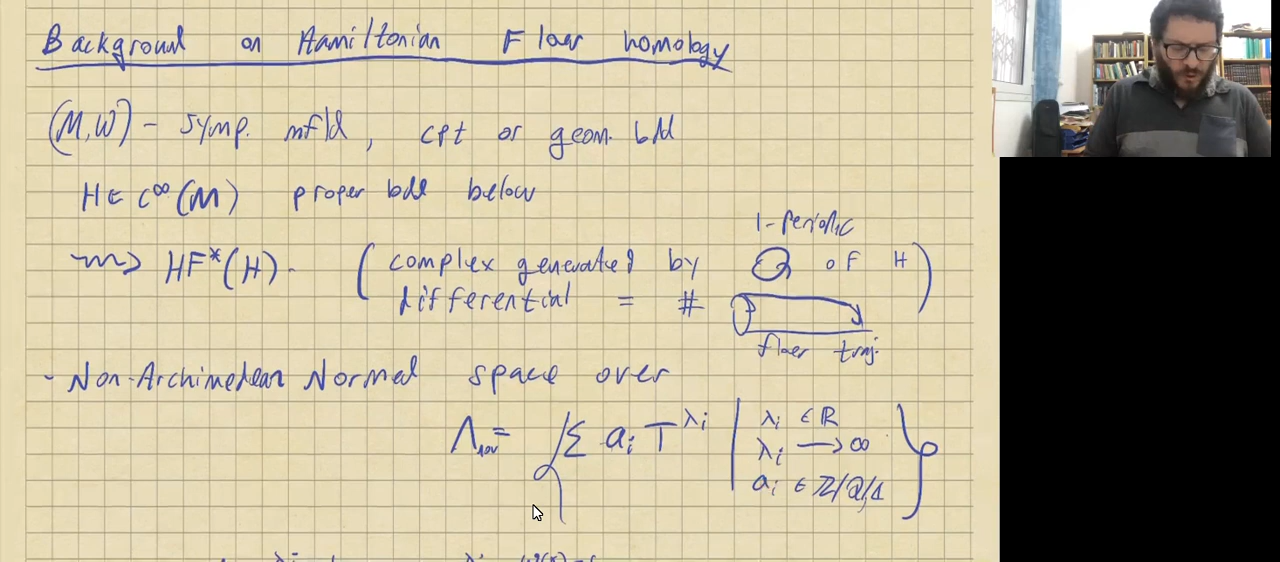 Background on Hamiltonian Floer homology
(M,ω) - symp. mfld, cpt or geom. bdd
H ∈ C^∞(M) proper bdd below
⇝ HF*(H). (complex generated by 1-periodic of H)
differential = # Floer traj.
- Non-Archimedean Normed space over
Λ_nov = { Σ a_i T^{λ_i} | λ_i ∈ ℝ
λ_i → ∞
a_i ∈ }